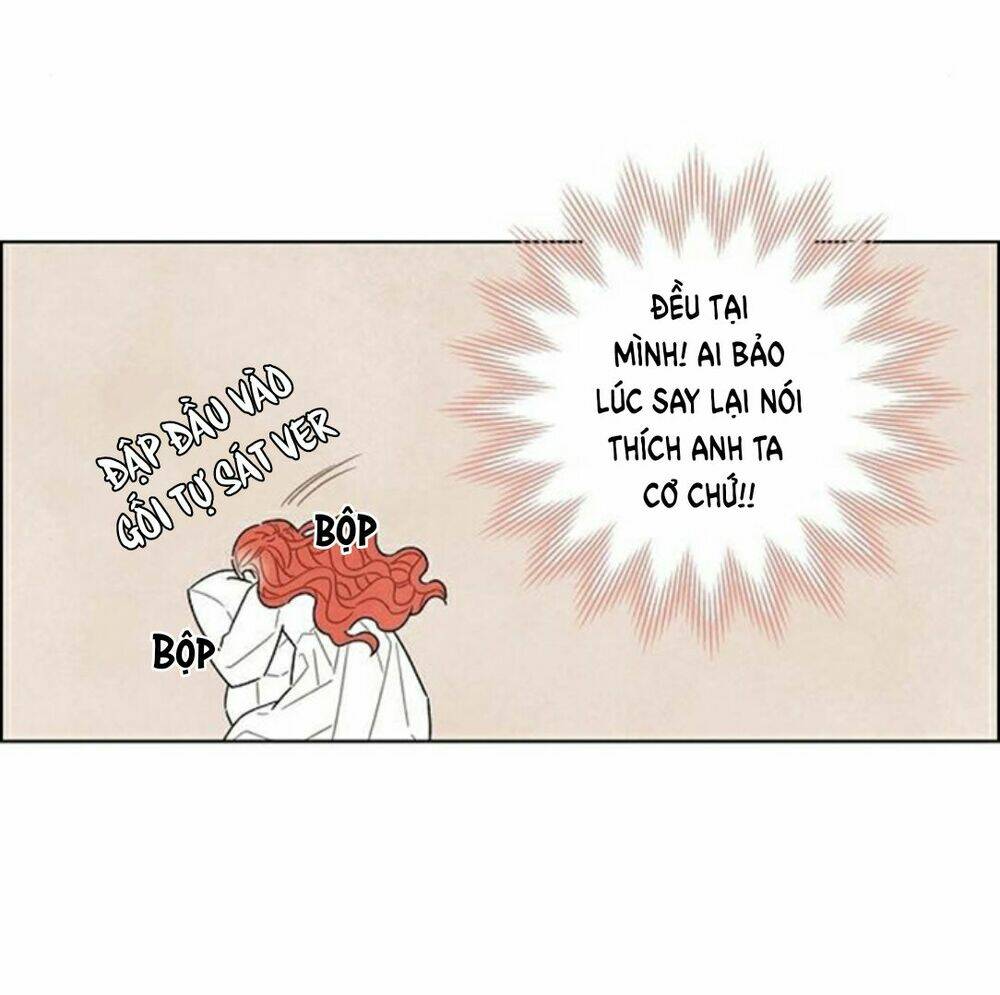 ĐỀU TẠI
MÌNH! AI BẢO
LÚC SAY LẠI NÓI
THÍCH ANH TA
CƠ CHỨ!!
ĐẬP ĐẦU VÀO
GỐI TỰ SÁT VER
BỘP
BỘP